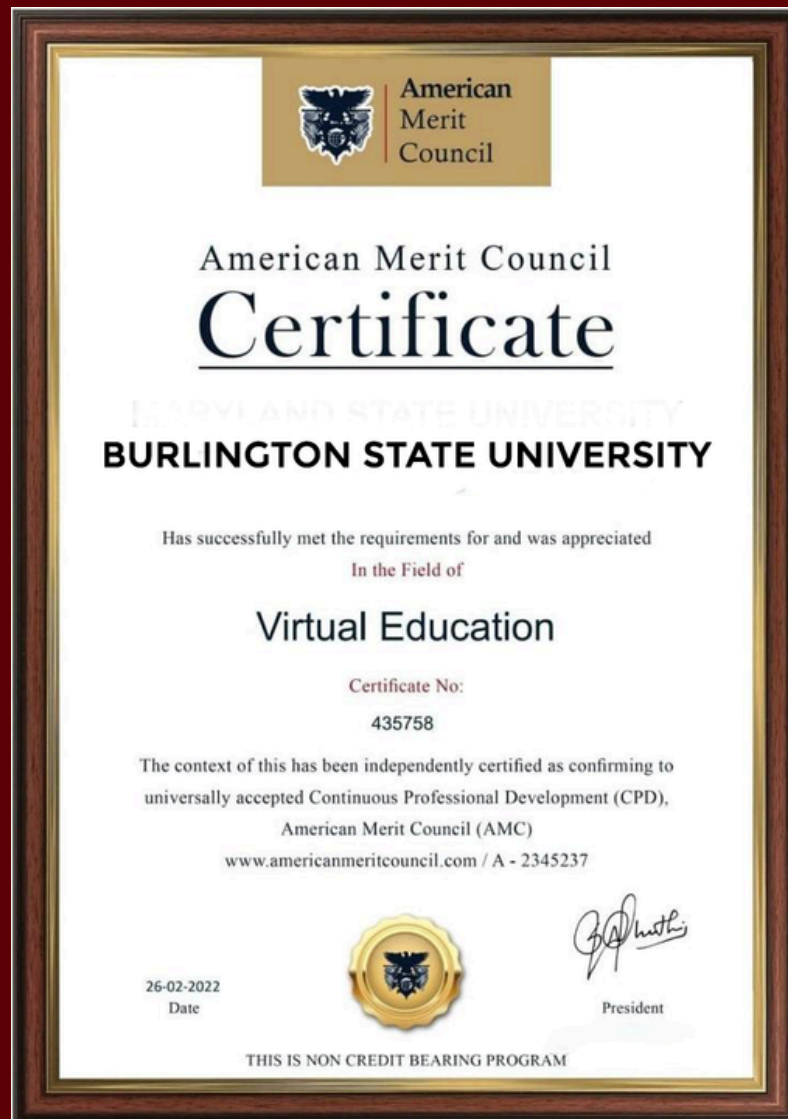 American
Merit
Council
American Merit Council
Certificate
MARYLAND STATE UNIVERSITY
BURLINGTON STATE UNIVERSITY
Has successfully met the requirements for and was appreciated
In the Field of
Virtual Education
Certificate No:
435758
The context of this has been independently certified as confirming to
universally accepted Continuous Professional Development (CPD),
American Merit Council (AMC)
www.americanmeritcouncil.com / A - 2345237
26-02-2022
Date
President
THIS IS NON CREDIT BEARING PROGRAM